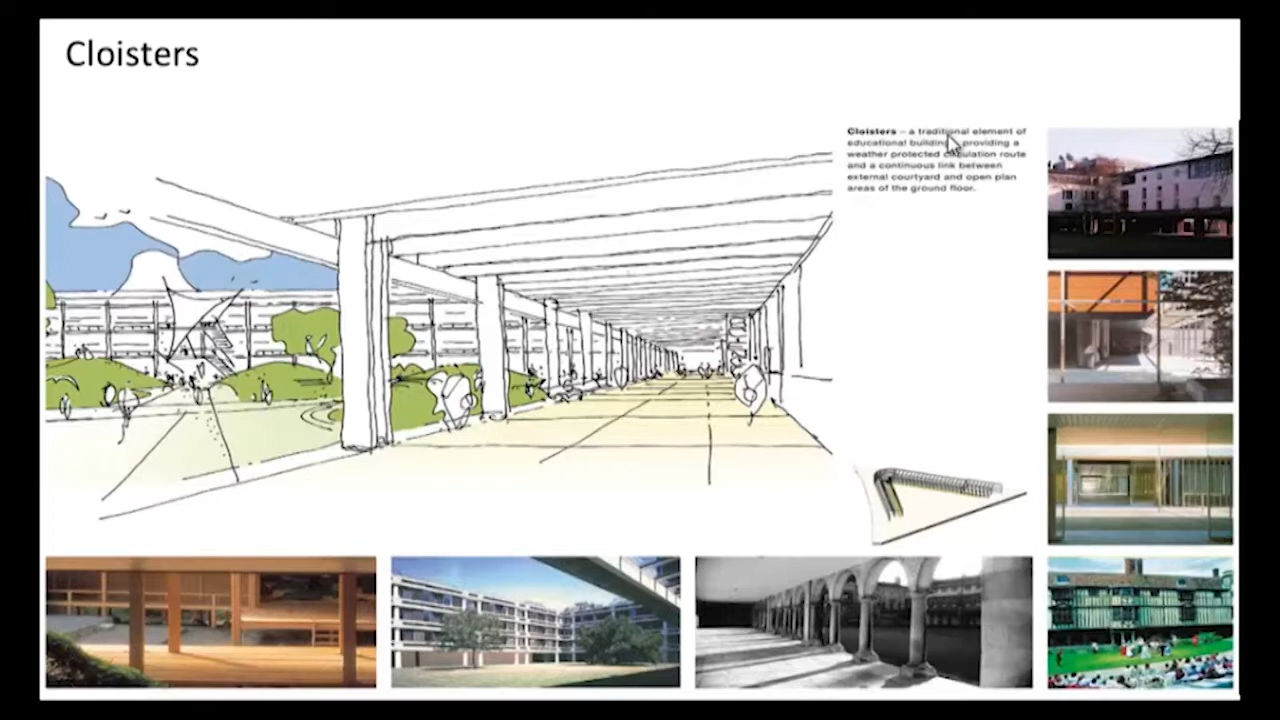 Cloisters
Cloisters – a traditional element of
educational building providing a
weather protected circulation route
and a continuous link between
external courtyard and open plan
areas of the ground floor.